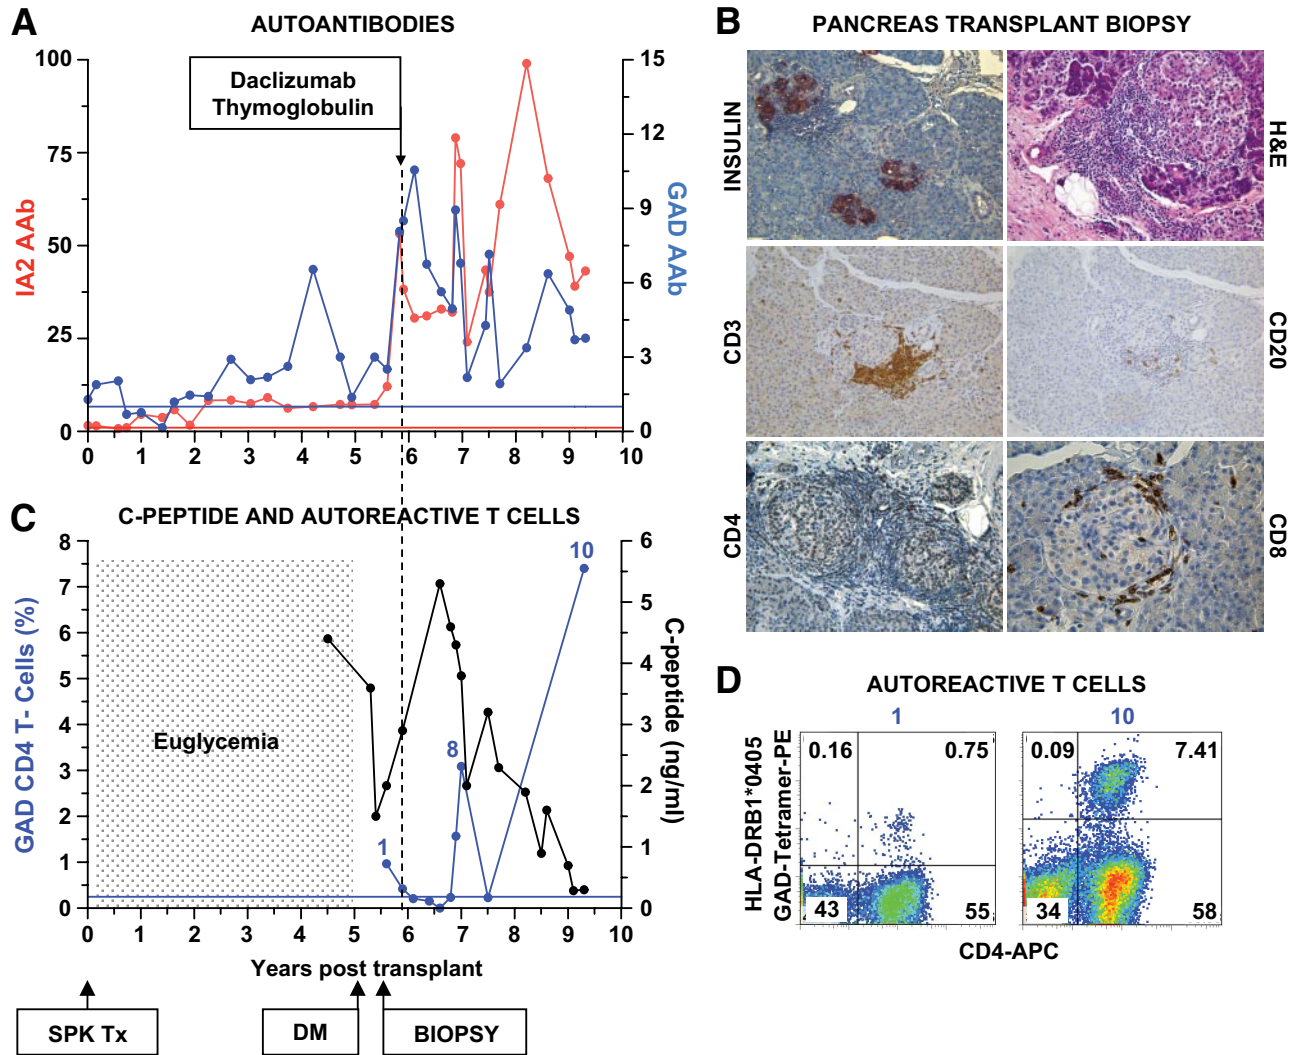 A
AUTOANTIBODIES
Daclizumab
Thymoglobulin
IA2 AAb
100
75
50
25
0
GAD AAb
15
12
9
6
3
0
0 1 2 3 4 5 6 7 8 9 10
B
PANCREAS TRANSPLANT BIOPSY
INSULIN
H&E
CD3
CD20
CD4
CD8
C
C-PEPTIDE AND AUTOREACTIVE T CELLS
GAD CD4 T- Cells (%)
8
7
6
5
4
3
2
1
0
Euglycemia
1
8
10
C-peptide (ng/ml)
6
5
4
3
2
1
0
0 1 2 3 4 5 6 7 8 9 10
Years post transplant
SPK Tx
DM
BIOPSY
D
AUTOREACTIVE T CELLS
1
10
HLA-DRB1*0405
GAD-Tetramer-PE
0.16 0.75
43 55
0.09 7.41
34 58
CD4-APC